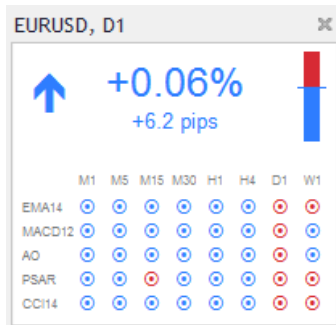 EURUSD, D1
+0.06%
+6.2 pips
M1 M5 M15 M30 H1 H4 D1 W1
EMA14
MACD12
AO
PSAR
CCI14